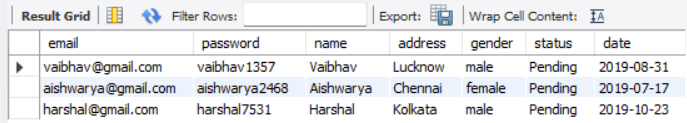 Result Grid Filter Rows: Export: Wrap Cell Content: IA
email password name address gender status date
vaibhav@gmail.com vaibhav1357 Vaibhav Lucknow male Pending 2019-08-31
aishwarya@gmail.com aishwarya2468 Aishwarya Chennai female Pending 2019-07-17
harshal@gmail.com harshal7531 Harshal Kolkata male Pending 2019-10-23